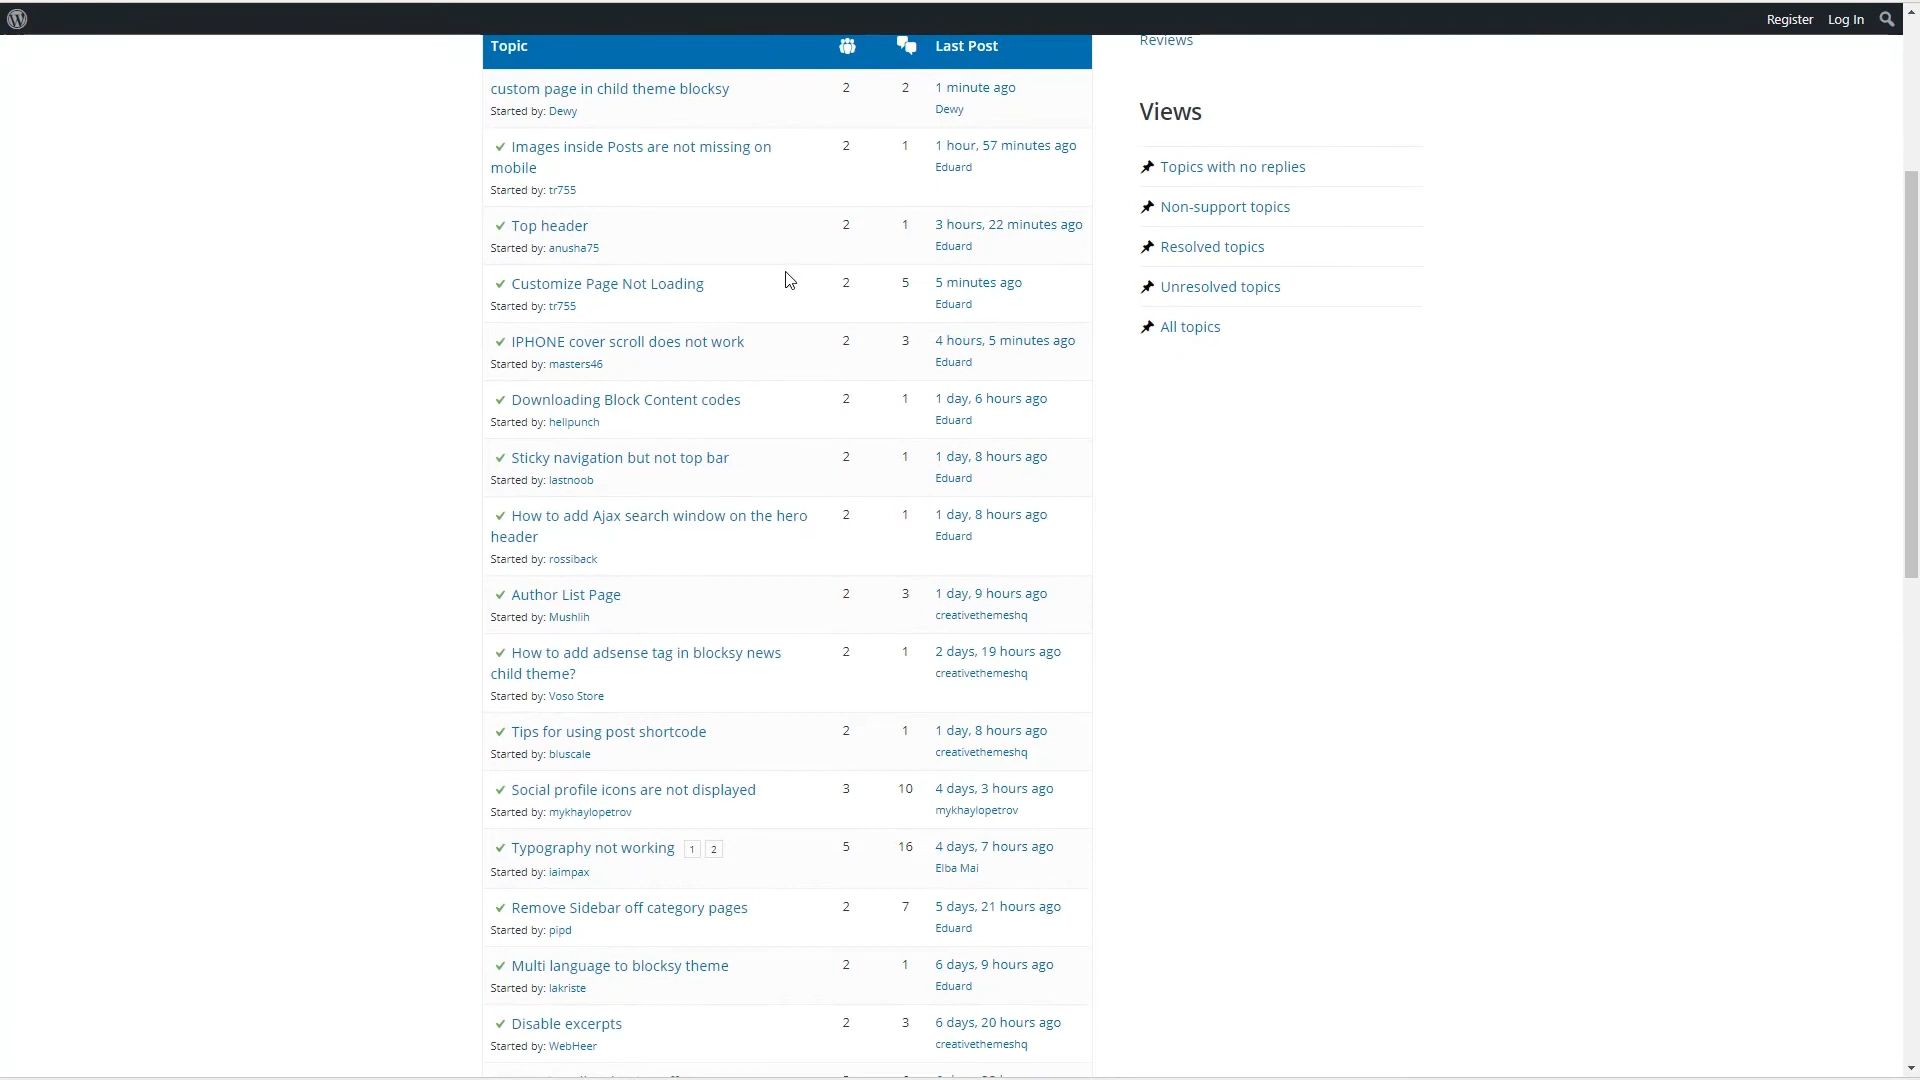 Register Log In
Topic Last Post
Reviews
custom page in child theme blocksy 2 2 1 minute ago
Started by: Dewy Dewy
Views
Images inside Posts are not missing on 2 1 1 hour, 57 minutes ago
mobile Eduard
Started by: tr755
Topics with no replies
Non-support topics
Resolved topics
Unresolved topics
All topics
Top header 2 1 3 hours, 22 minutes ago
Started by: anusha75 Eduard
Customize Page Not Loading 2 5 5 minutes ago
Started by: tr755 Eduard
IPHONE cover scroll does not work 2 3 4 hours, 5 minutes ago
Started by: masters46 Eduard
Downloading Block Content codes 2 1 1 day, 6 hours ago
Started by: hellpunch Eduard
Sticky navigation but not top bar 2 1 1 day, 8 hours ago
Started by: lastnoob Eduard
How to add Ajax search window on the hero 2 1 1 day, 8 hours ago
header Eduard
Started by: rossiback
Author List Page 2 3 1 day, 9 hours ago
Started by: Mushlih creativethemeshq
How to add adsense tag in blocksy news 2 1 2 days, 19 hours ago
child theme? creativethemeshq
Started by: Voso Store
Tips for using post shortcode 2 1 1 day, 8 hours ago
Started by: bluscale creativethemeshq
Social profile icons are not displayed 3 10 4 days, 3 hours ago
Started by: mykhaylopetrov mykhaylopetrov
Typography not working 1 2 5 16 4 days, 7 hours ago
Started by: iaimpax Elba Mai
Remove Sidebar off category pages 2 7 5 days, 21 hours ago
Started by: pipd Eduard
Multi language to blocksy theme 2 1 6 days, 9 hours ago
Started by: lakriste Eduard
Disable excerpts 2 3 6 days, 20 hours ago
Started by: WebHeer creativethemeshq